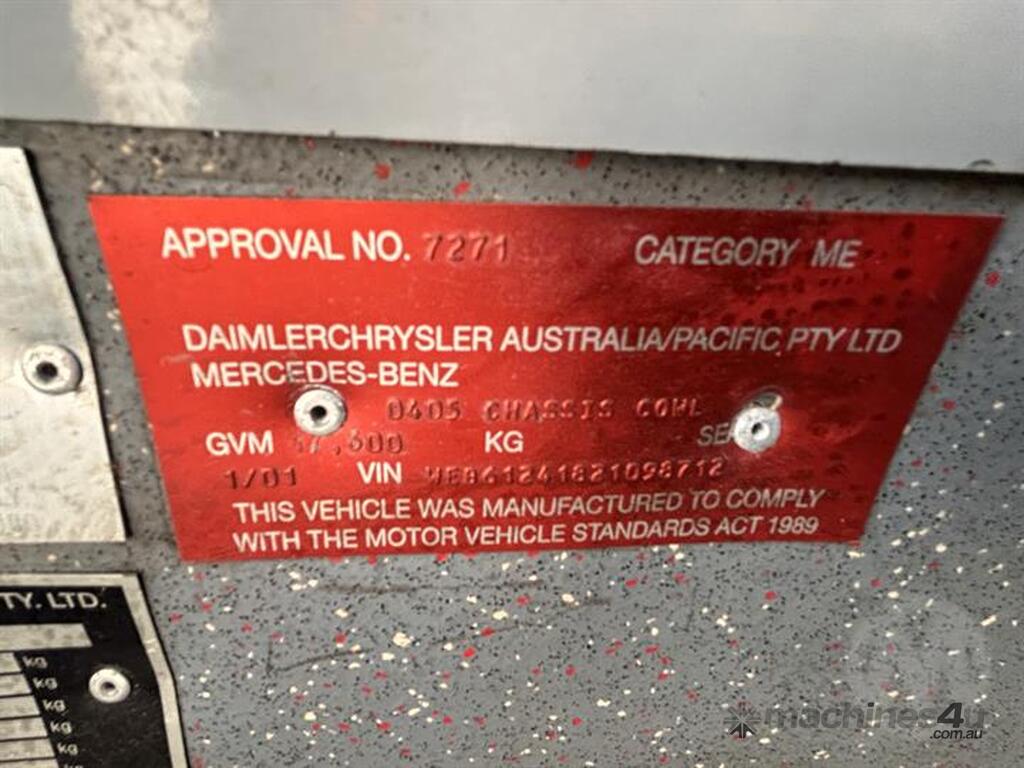 APPROVAL NO. 7271 CATEGORY ME
DAIMLERCHRYSLER AUSTRALIA/PACIFIC PTY LTD
MERCEDES-BENZ
0405 CHASSIS COWL
GVM KG
1/01 VIN WEB61241821098712
THIS VEHICLE WAS MANUFACTURED TO COMPLY
WITH THE MOTOR VEHICLE STANDARDS ACT 1989
TY. LTD.
kg
kg
kg
kg
kg
machines4u
.com.au